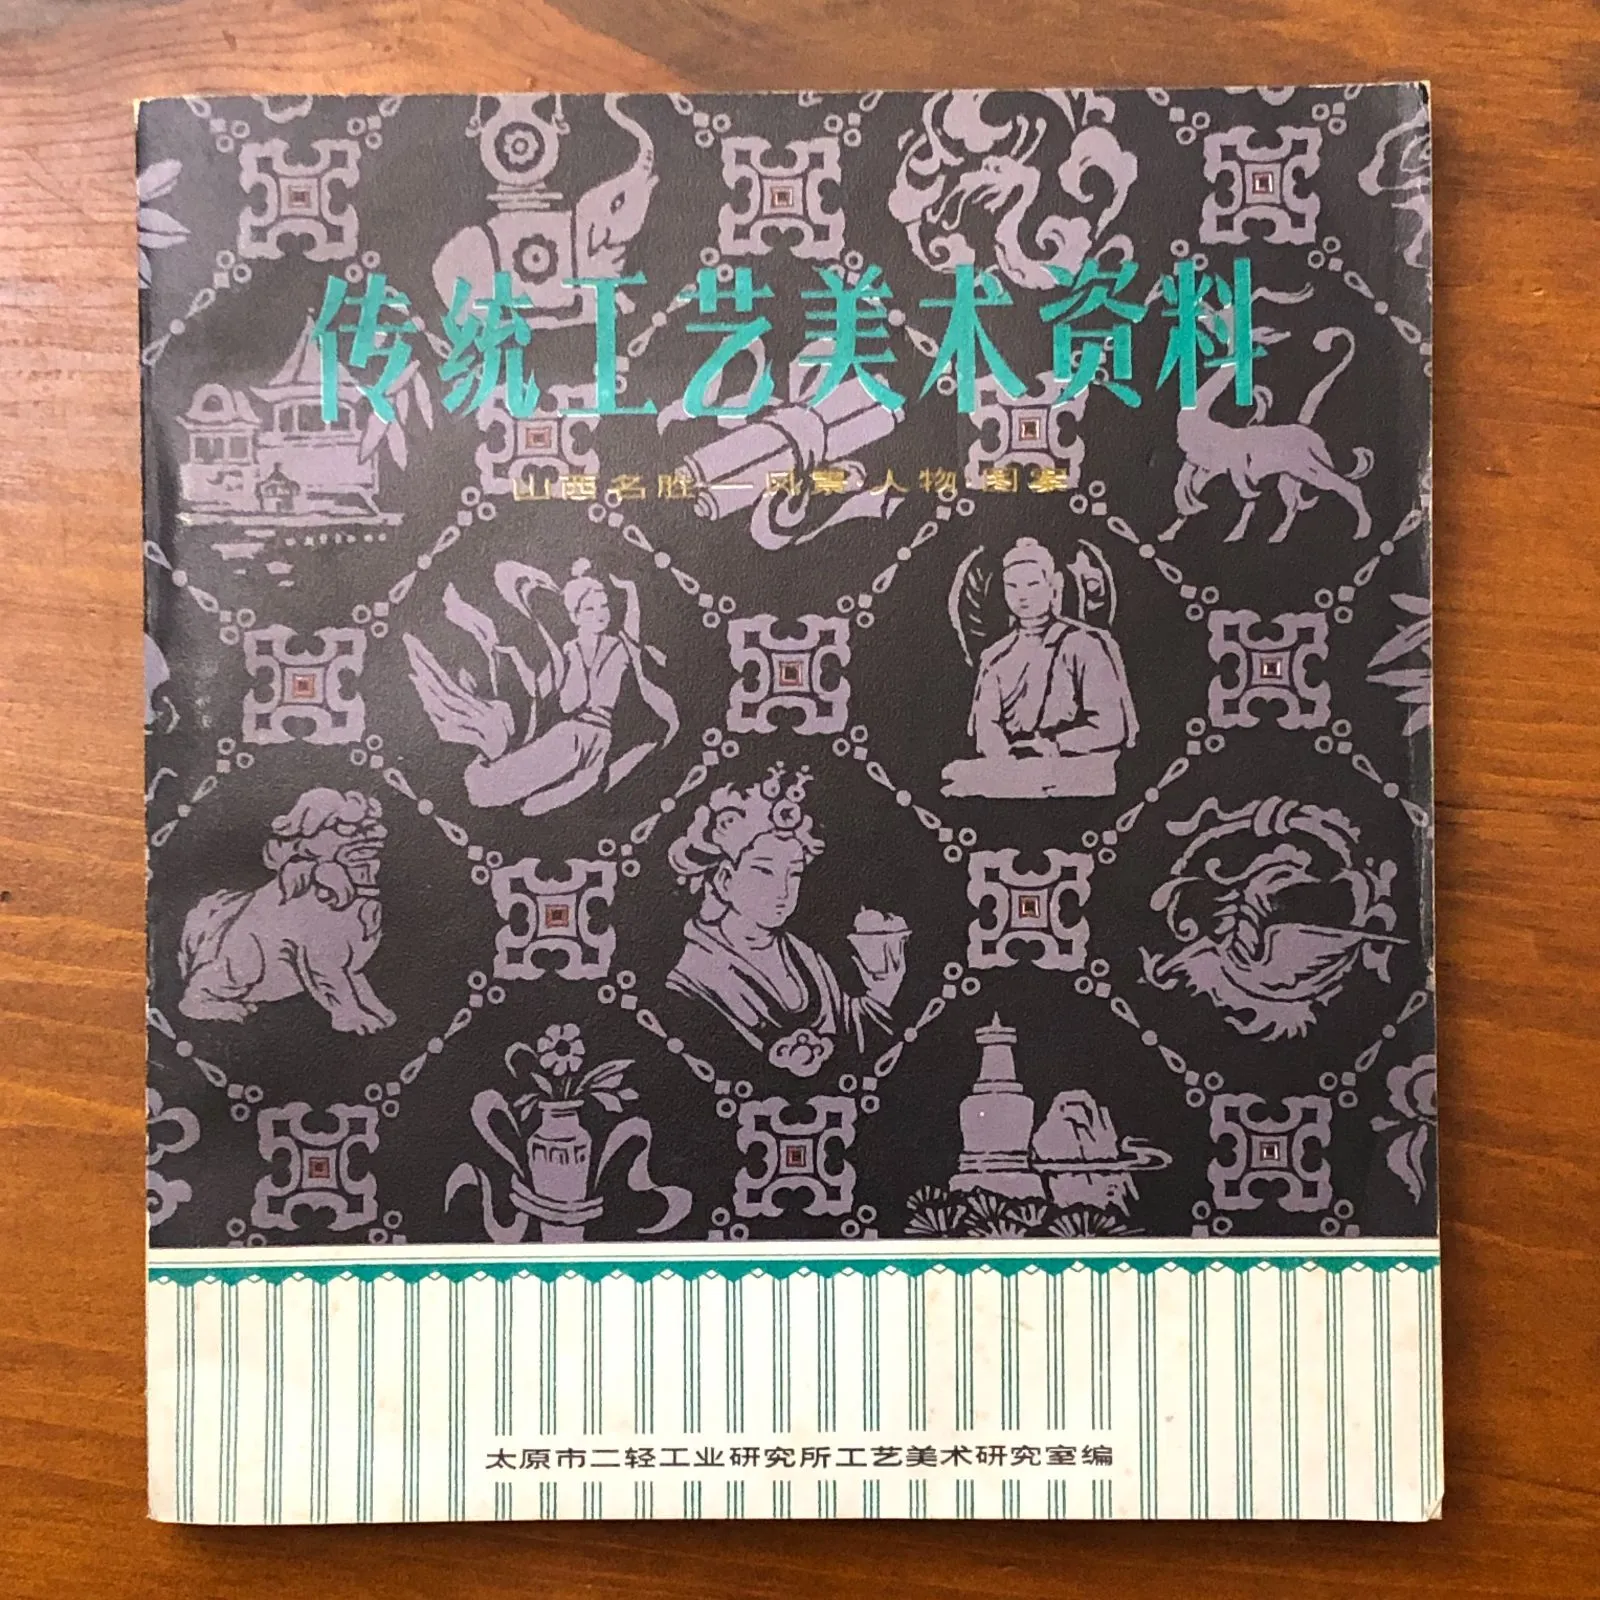 传统工艺美术资料
山西名胜—风景·人物·图案
太原市二轻工业研究所工艺美术研究室编